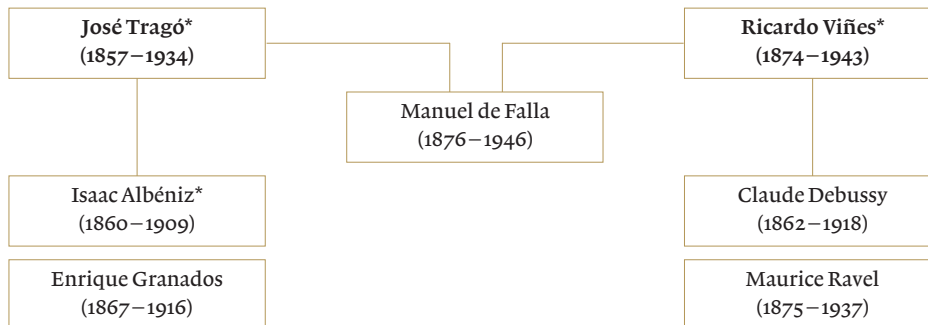 José Tragó*
(1857–1934)
Ricardo Viñes*
(1874–1943)
Manuel de Falla
(1876–1946)
Isaac Albéniz*
(1860–1909)
Claude Debussy
(1862–1918)
Enrique Granados
(1867–1916)
Maurice Ravel
(1875–1937)